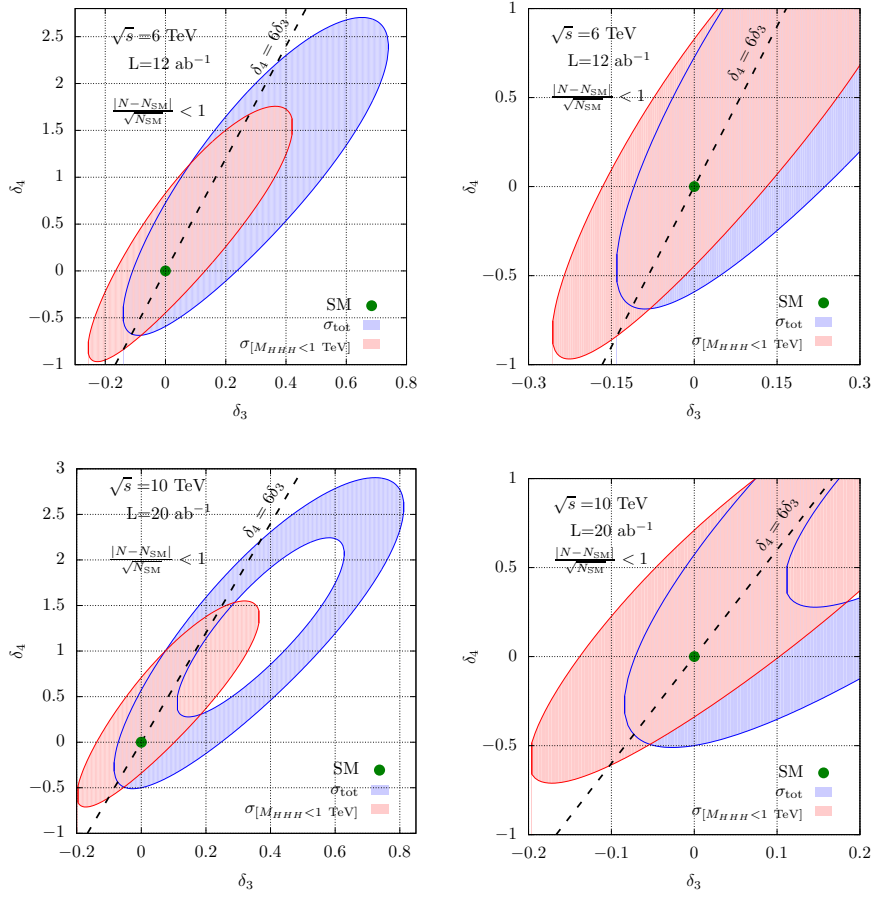 √s =6 TeV
L=12 ab⁻¹
|N−N_SM|/√N_SM < 1
δ₄ = 6δ₃
SM
σ_tot
σ_[M_HHH<1 TeV]
2.5
2
1.5
1
0.5
0
−0.5
−1
δ₄
−0.2 0 0.2 0.4 0.6 0.8
δ₃
√s =6 TeV
L=12 ab⁻¹
|N−N_SM|/√N_SM < 1
δ₄ = 6δ₃
SM
σ_tot
σ_[M_HHH<1 TeV]
1
0.5
0
−0.5
−1
δ₄
−0.3 −0.15 0 0.15 0.3
δ₃
√s =10 TeV
L=20 ab⁻¹
|N−N_SM|/√N_SM < 1
δ₄ = 6δ₃
SM
σ_tot
σ_[M_HHH<1 TeV]
3
2.5
2
1.5
1
0.5
0
−0.5
−1
δ₄
−0.2 0 0.2 0.4 0.6 0.8
δ₃
√s =10 TeV
L=20 ab⁻¹
|N−N_SM|/√N_SM < 1
δ₄ = 6δ₃
SM
σ_tot
σ_[M_HHH<1 TeV]
1
0.5
0
−0.5
−1
δ₄
−0.2 −0.1 0 0.1 0.2
δ₃